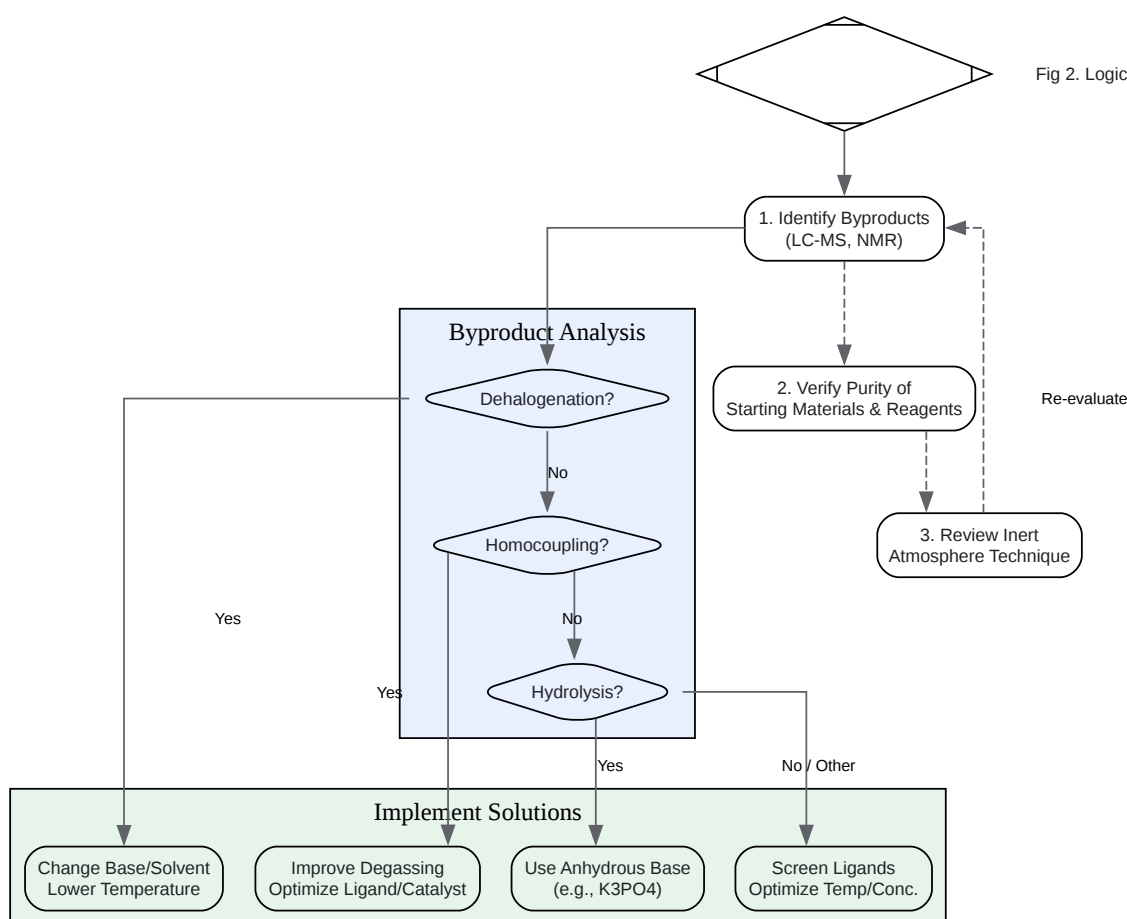 Fig 2. Logic
1. Identify Byproducts
(LC-MS, NMR)
Byproduct Analysis
Dehalogenation?
2. Verify Purity of
Starting Materials & Reagents
Re-evaluate
No
Homocoupling?
3. Review Inert
Atmosphere Technique
Yes
No
Yes
Hydrolysis?
Yes
No / Other
Implement Solutions
Change Base/Solvent
Lower Temperature
Improve Degassing
Optimize Ligand/Catalyst
Use Anhydrous Base
(e.g., K3PO4)
Screen Ligands
Optimize Temp/Conc.